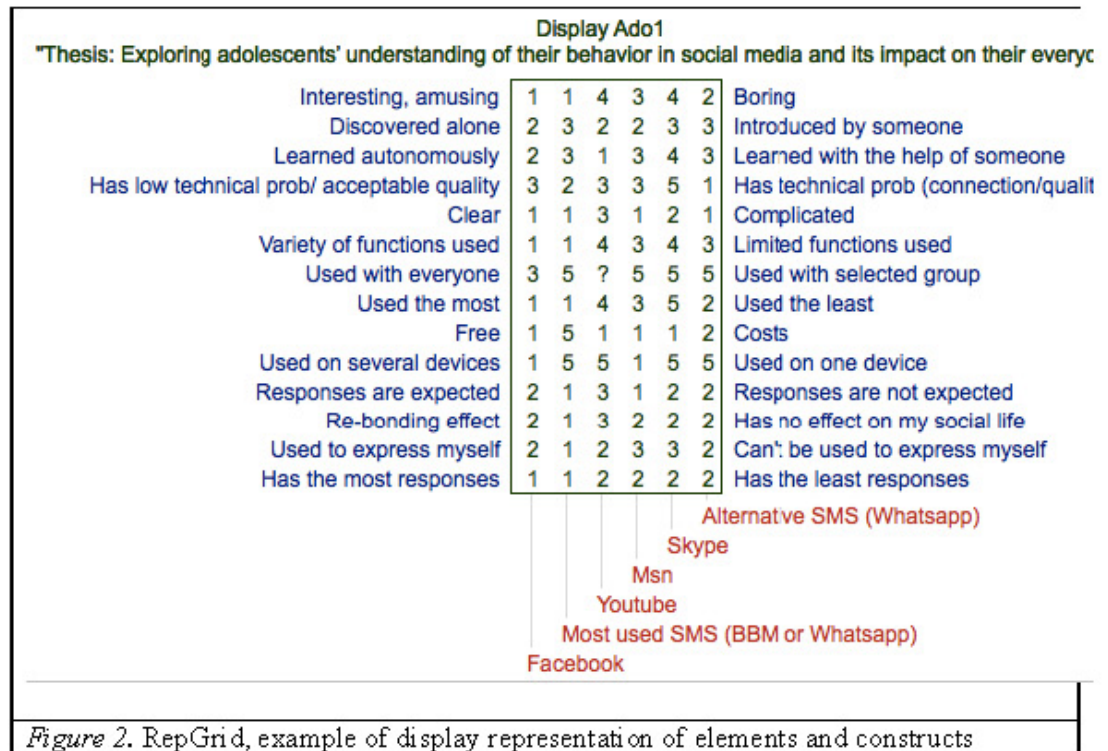 Display Ado1
"Thesis: Exploring adolescents' understanding of their behavior in social media and its impact on their everyd
Interesting, amusing 1 1 4 3 4 2 Boring
Discovered alone 2 3 2 2 3 3 Introduced by someone
Learned autonomously 2 3 1 3 4 3 Learned with the help of someone
Has low technical prob/ acceptable quality 3 2 3 3 5 1 Has technical prob (connection/qualit
Clear 1 1 3 1 2 1 Complicated
Variety of functions used 1 1 4 3 4 3 Limited functions used
Used with everyone 3 5 ? 5 5 5 Used with selected group
Used the most 1 1 4 3 5 2 Used the least
Free 1 5 1 1 1 2 Costs
Used on several devices 1 5 5 1 5 5 Used on one device
Responses are expected 2 1 3 1 2 2 Responses are not expected
Re-bonding effect 2 1 3 2 2 2 Has no effect on my social life
Used to express myself 2 1 2 3 3 2 Can't be used to express myself
Has the most responses 1 1 2 2 2 2 Has the least responses
Alternative SMS (Whatsapp)
Skype
Msn
Youtube
Most used SMS (BBM or Whatsapp)
Facebook
Figure 2. RepGrid, example of display representation of elements and constructs